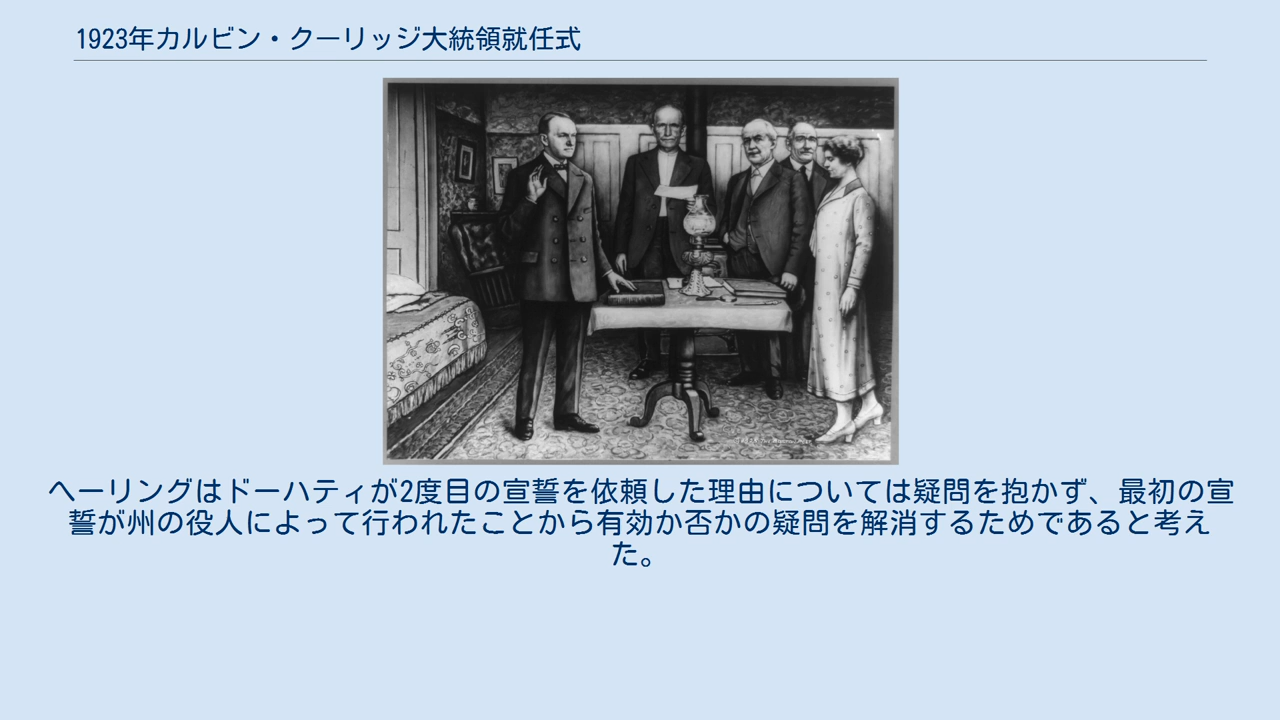 1923年カルビン・クーリッジ大統領就任式
ヘーリングはドーハティが2度目の宣誓を依頼した理由については疑問を抱かず、最初の宣
誓が州の役人によって行われたことから有効か否かの疑問を解消するためであると考え
た。